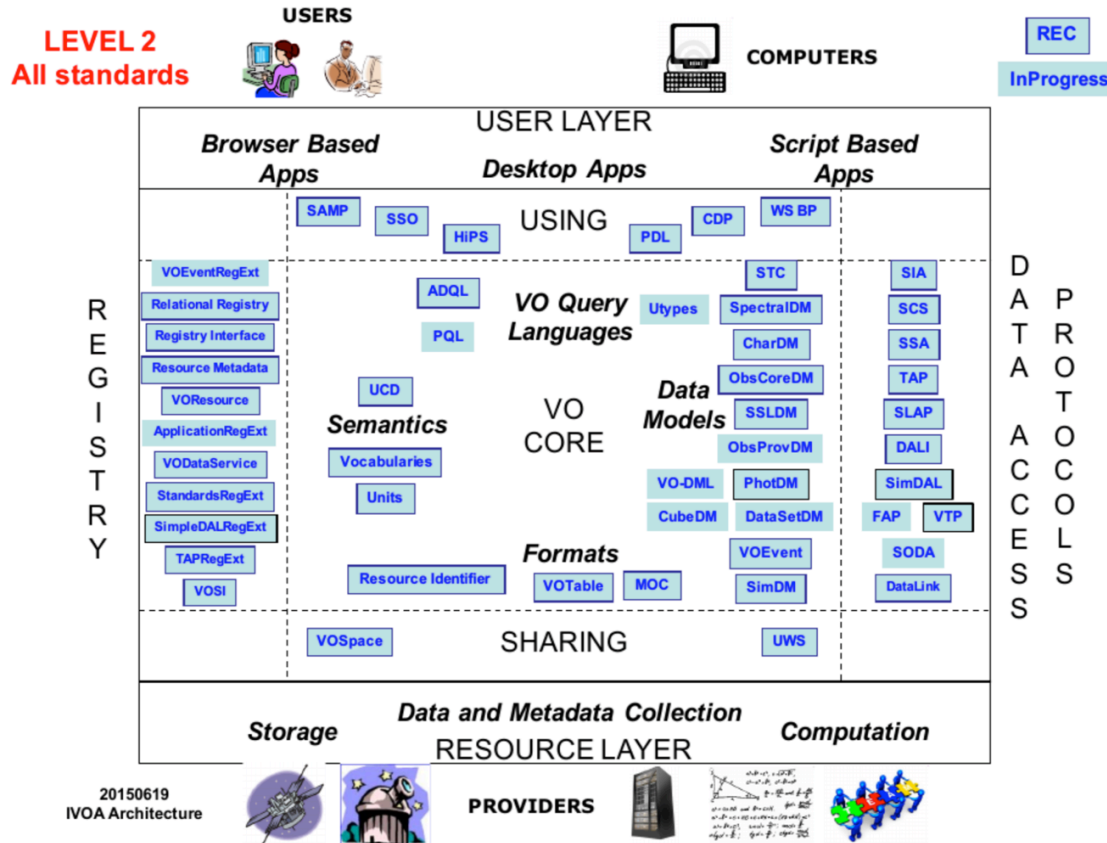 LEVEL 2
All standards
USERS
COMPUTERS
REC
InProgress
USER LAYER
Browser Based
Apps
Desktop Apps
Script Based
Apps
SAMP
SSO
HiPS
USING
PDL
CDP
WS BP
REGISTRY
VOEventRegExt
Relational Registry
Registry Interface
Resource Metadata
VOResource
ApplicationRegExt
VODataService
StandardsRegExt
SimpleDALRegExt
TAPRegExt
VOSI
ADQL
PQL
VO Query
Languages
UCD
Semantics
Vocabularies
Units
VO
CORE
Formats
Resource Identifier
VOTable
MOC
Utypes
Data
Models
STC
SpectralDM
CharDM
ObsCoreDM
SSLDM
ObsProvDM
VO-DML
PhotDM
CubeDM
DataSetDM
VOEvent
SimDM
SIA
SCS
SSA
TAP
SLAP
DALI
SimDAL
FAP
VTP
SODA
DataLink
DATA ACCESS
PROTOCOLS
VOSpace
SHARING
UWS
Storage
Data and Metadata Collection
Computation
RESOURCE LAYER
20150619
IVOA Architecture
PROVIDERS